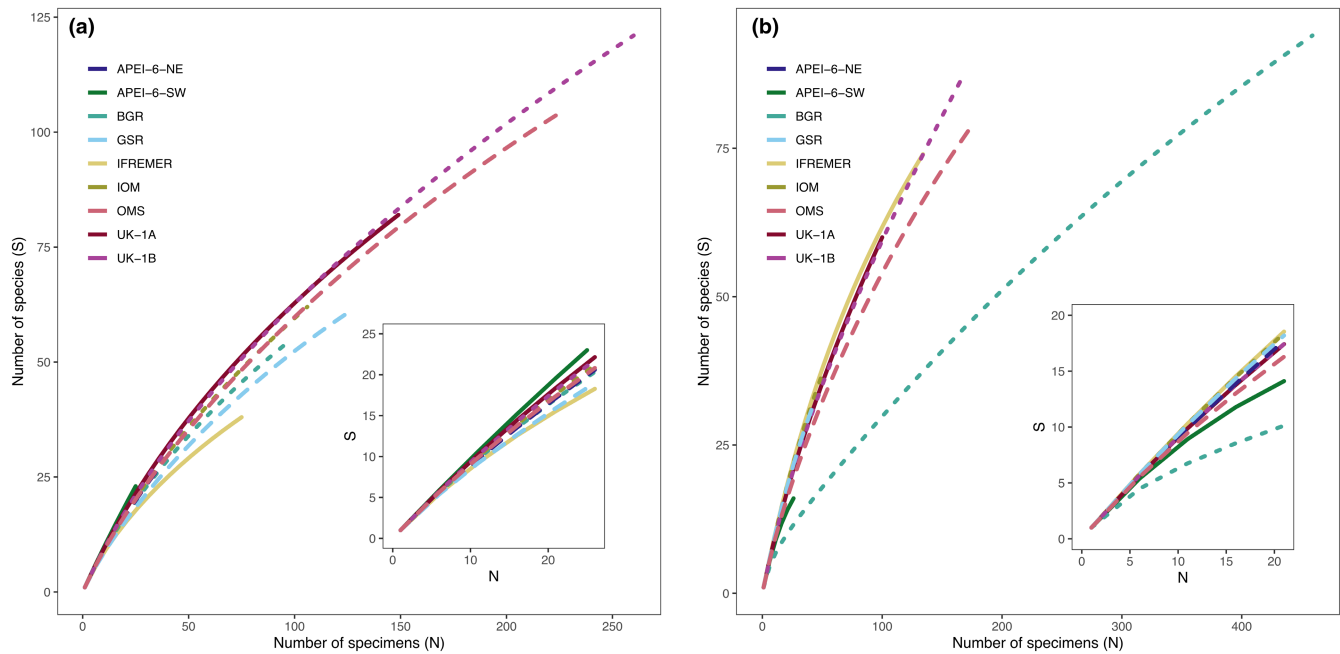 (a)
125
100
75
50
25
0
Number of species (S)
APEI-6-NE
APEI-6-SW
BGR
GSR
IFREMER
IOM
OMS
UK-1A
UK-1B
25
20
15
10
5
0
S
0 10 20
N
0 50 100 150 200 250
Number of specimens (N)
(b)
75
50
25
0
Number of species (S)
APEI-6-NE
APEI-6-SW
BGR
GSR
IFREMER
IOM
OMS
UK-1A
UK-1B
20
15
10
5
0
S
0 5 10 15 20
N
0 100 200 300 400
Number of specimens (N)